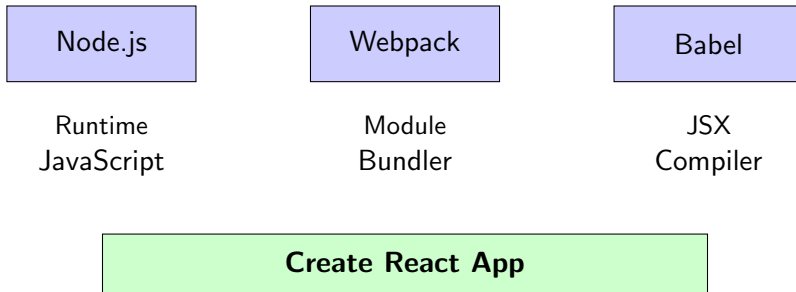 Node.js
Webpack
Babel
Runtime
JavaScript
Module
Bundler
JSX
Compiler
Create React App